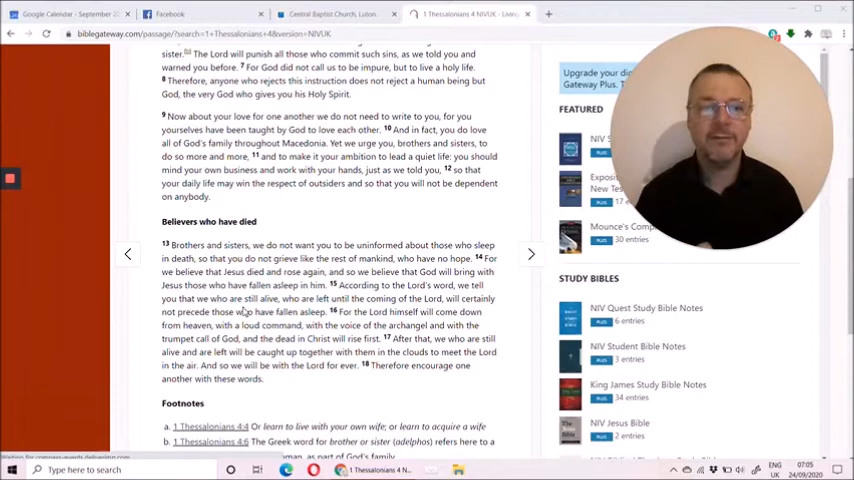 Google Calendar - September 2
Facebook
Central Baptist Church, Luton
1 Thessalonians 4 NIVUK - Livin
biblegateway.com/passage/?search=1+Thessalonians+4&version=NIVUK
sister.[b] The Lord will punish all those who commit such sins, as we told you and
warned you before. 7 For God did not call us to be impure, but to live a holy life.
8 Therefore, anyone who rejects this instruction does not reject a human being but
God, the very God who gives you his Holy Spirit.
9 Now about your love for one another we do not need to write to you, for you
yourselves have been taught by God to love each other. 10 And in fact, you do love
all of God's family throughout Macedonia. Yet we urge you, brothers and sisters, to
do so more and more, 11 and to make it your ambition to lead a quiet life: you should
mind your own business and work with your hands, just as we told you, 12 so that
your daily life may win the respect of outsiders and so that you will not be dependent
on anybody.
Believers who have died
13 Brothers and sisters, we do not want you to be uninformed about those who sleep
in death, so that you do not grieve like the rest of mankind, who have no hope. 14 For
we believe that Jesus died and rose again, and so we believe that God will bring with
Jesus those who have fallen asleep in him. 15 According to the Lord's word, we tell
you that we who are still alive, who are left until the coming of the Lord, will certainly
not precede those who have fallen asleep. 16 For the Lord himself will come down
from heaven, with a loud command, with the voice of the archangel and with the
trumpet call of God, and the dead in Christ will rise first. 17 After that, we who are still
alive and are left will be caught up together with them in the clouds to meet the Lord
in the air. And so we will be with the Lord for ever. 18 Therefore encourage one
another with these words.
Footnotes
a. 1 Thessalonians 4:4 Or learn to live with your own wife; or learn to acquire a wife
b. 1 Thessalonians 4:6 The Greek word for brother or sister (adelphos) refers here to a
as part of God's family.
Upgrade your di
Gateway Plus. T
FEATURED
NIV S
PLUS
Expos
New Tes
PLUS 17 e
Mounce's Comp
PLUS 30 entries
STUDY BIBLES
NIV Quest Study Bible Notes
PLUS 6 entries
NIV Student Bible Notes
PLUS 3 entries
King James Study Bible Notes
PLUS 34 entries
NIV Jesus Bible
PLUS 2 entries
Type here to search
1 Thessalonians 4 N...
ENG
UK
07:05
24/09/2020